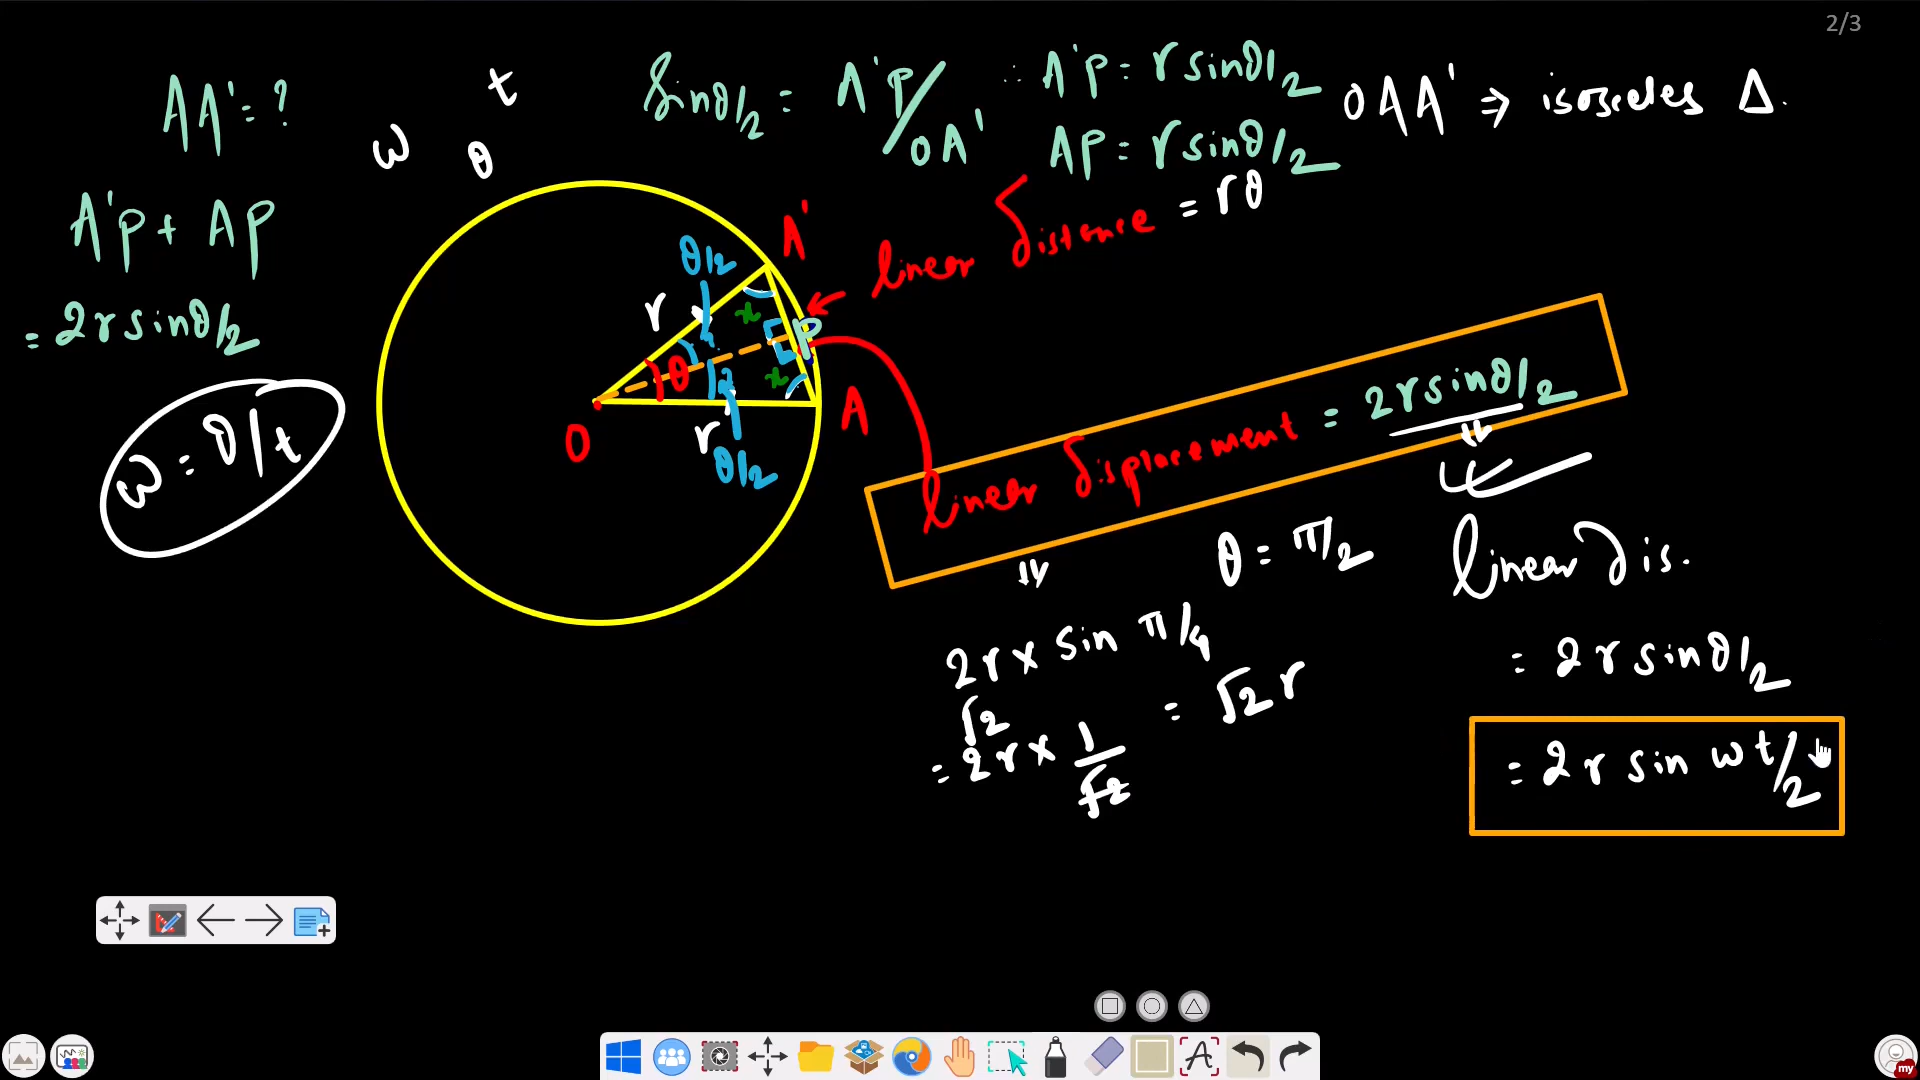 2/3
AA' = ?
ω t
θ
Sinθ/2 = A'P/OA' ∴ A'P = r sinθ/2
AP = r sinθ/2
OAA' ⇒ isosceles Δ.
A'P + AP
= 2r sinθ/2
ω = θ/t
linear distance = rθ
A'
θ/2
r
x
P
θ
x
O
r
A
θ/2
linear displacement = 2r sinθ/2
θ = π/2
2r × sin π/4
√2
= 2r × 1/√2 = √2 r
linear dis.
= 2r sinθ/2
= 2r sin ωt/2
A
my